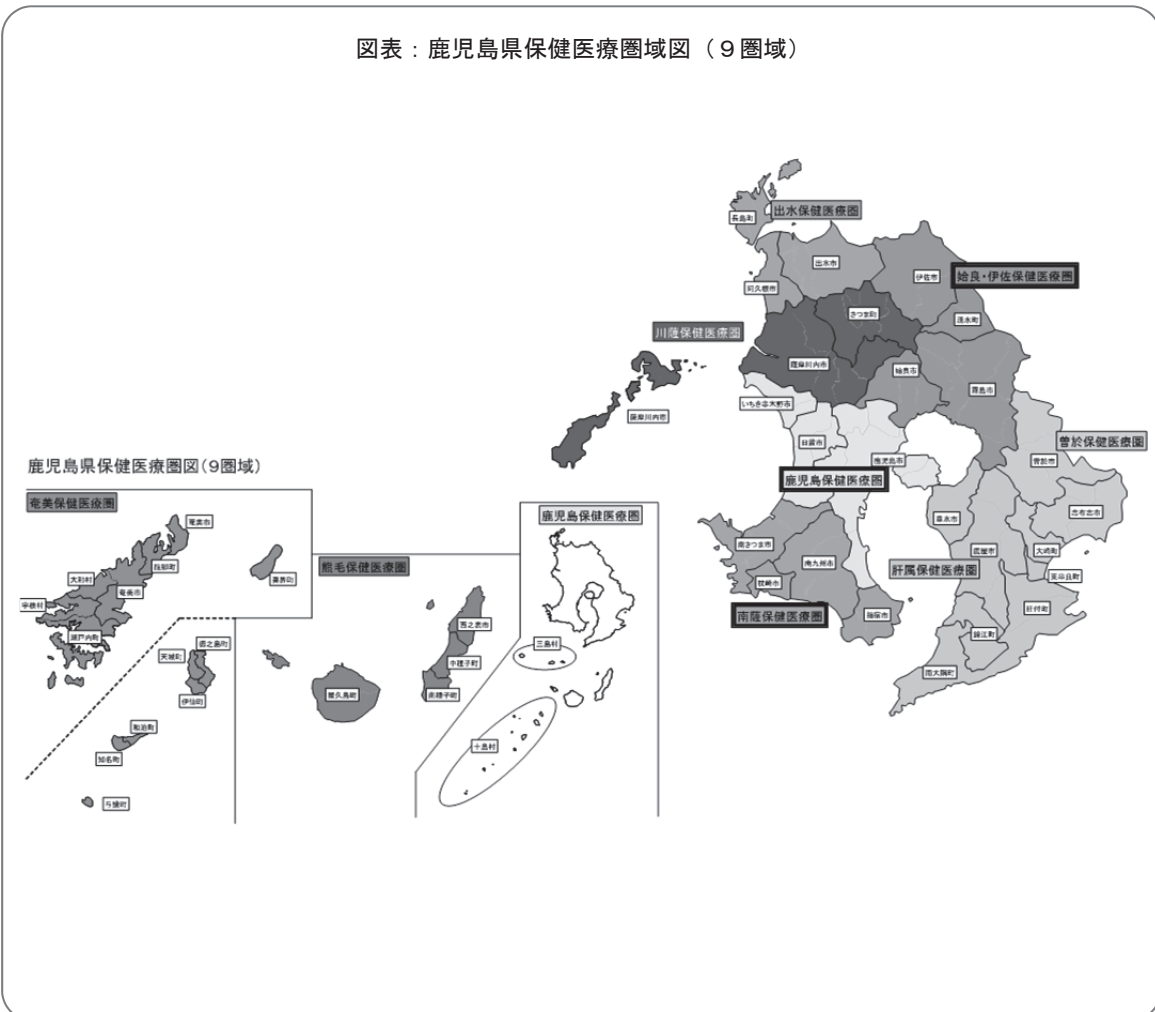 図表：鹿児島県保健医療圏域図（９圏域）
長島町
出水保健医療圏
出水市
伊佐市
姶良・伊佐保健医療圏
阿久根市
さつま町
湧水町
川薩保健医療圏
薩摩川内市
姶良市
霧島市
薩摩川内市
いちき串木野市
日置市
鹿児島市
曽於保健医療圏
曽於市
鹿児島保健医療圏
志布志市
垂水市
南さつま市
南九州市
鹿屋市
大崎町
東串良町
肝属保健医療圏
枕崎市
肝付町
南薩保健医療圏
指宿市
錦江町
南大隅町
鹿児島県保健医療圏図(9圏域)
奄美保健医療圏
奄美市
龍郷町
大和村
奄美市
宇検村
瀬戸内町
喜界町
徳之島町
天城町
伊仙町
和泊町
知名町
与論町
熊毛保健医療圏
西之表市
中種子町
南種子町
屋久島町
鹿児島保健医療圏
三島村
十島村